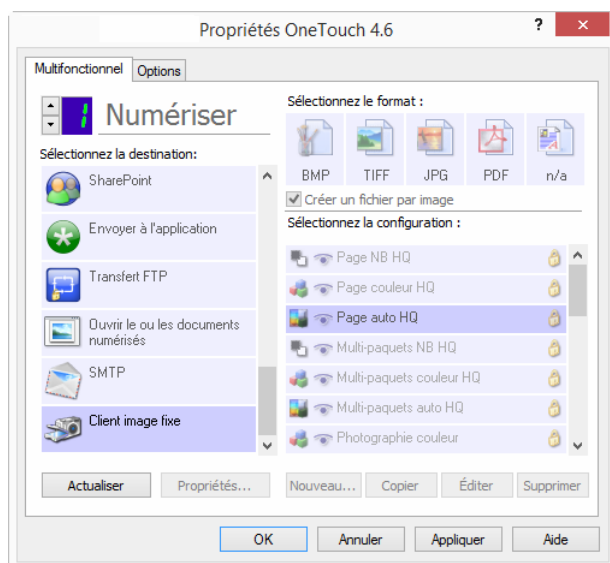 Propriétés OneTouch 4.6
?
×
Multifonctionnel
Options
1
Numériser
Sélectionnez la destination:
SharePoint
Envoyer à l'application
Transfert FTP
Ouvrir le ou les documents
numérisés
SMTP
Client image fixe
Actualiser
Propriétés...
Sélectionnez le format :
BMP TIFF JPG PDF n/a
Créer un fichier par image
Sélectionnez la configuration :
Page NB HQ
Page couleur HQ
Page auto HQ
Multi-paquets NB HQ
Multi-paquets couleur HQ
Multi-paquets auto HQ
Photographie couleur
Nouveau... Copier Éditer Supprimer
OK Annuler Appliquer Aide